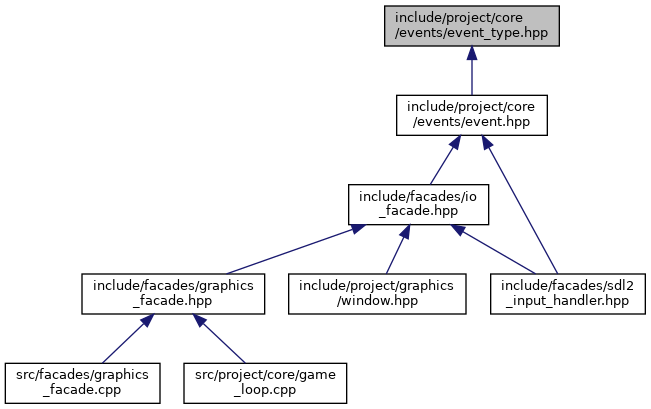 include/project/core
/events/event_type.hpp
include/project/core
/events/event.hpp
include/facades/io
_facade.hpp
include/facades/graphics
_facade.hpp
include/project/graphics
/window.hpp
include/facades/sdl2
_input_handler.hpp
src/facades/graphics
_facade.cpp
src/project/core/game
_loop.cpp